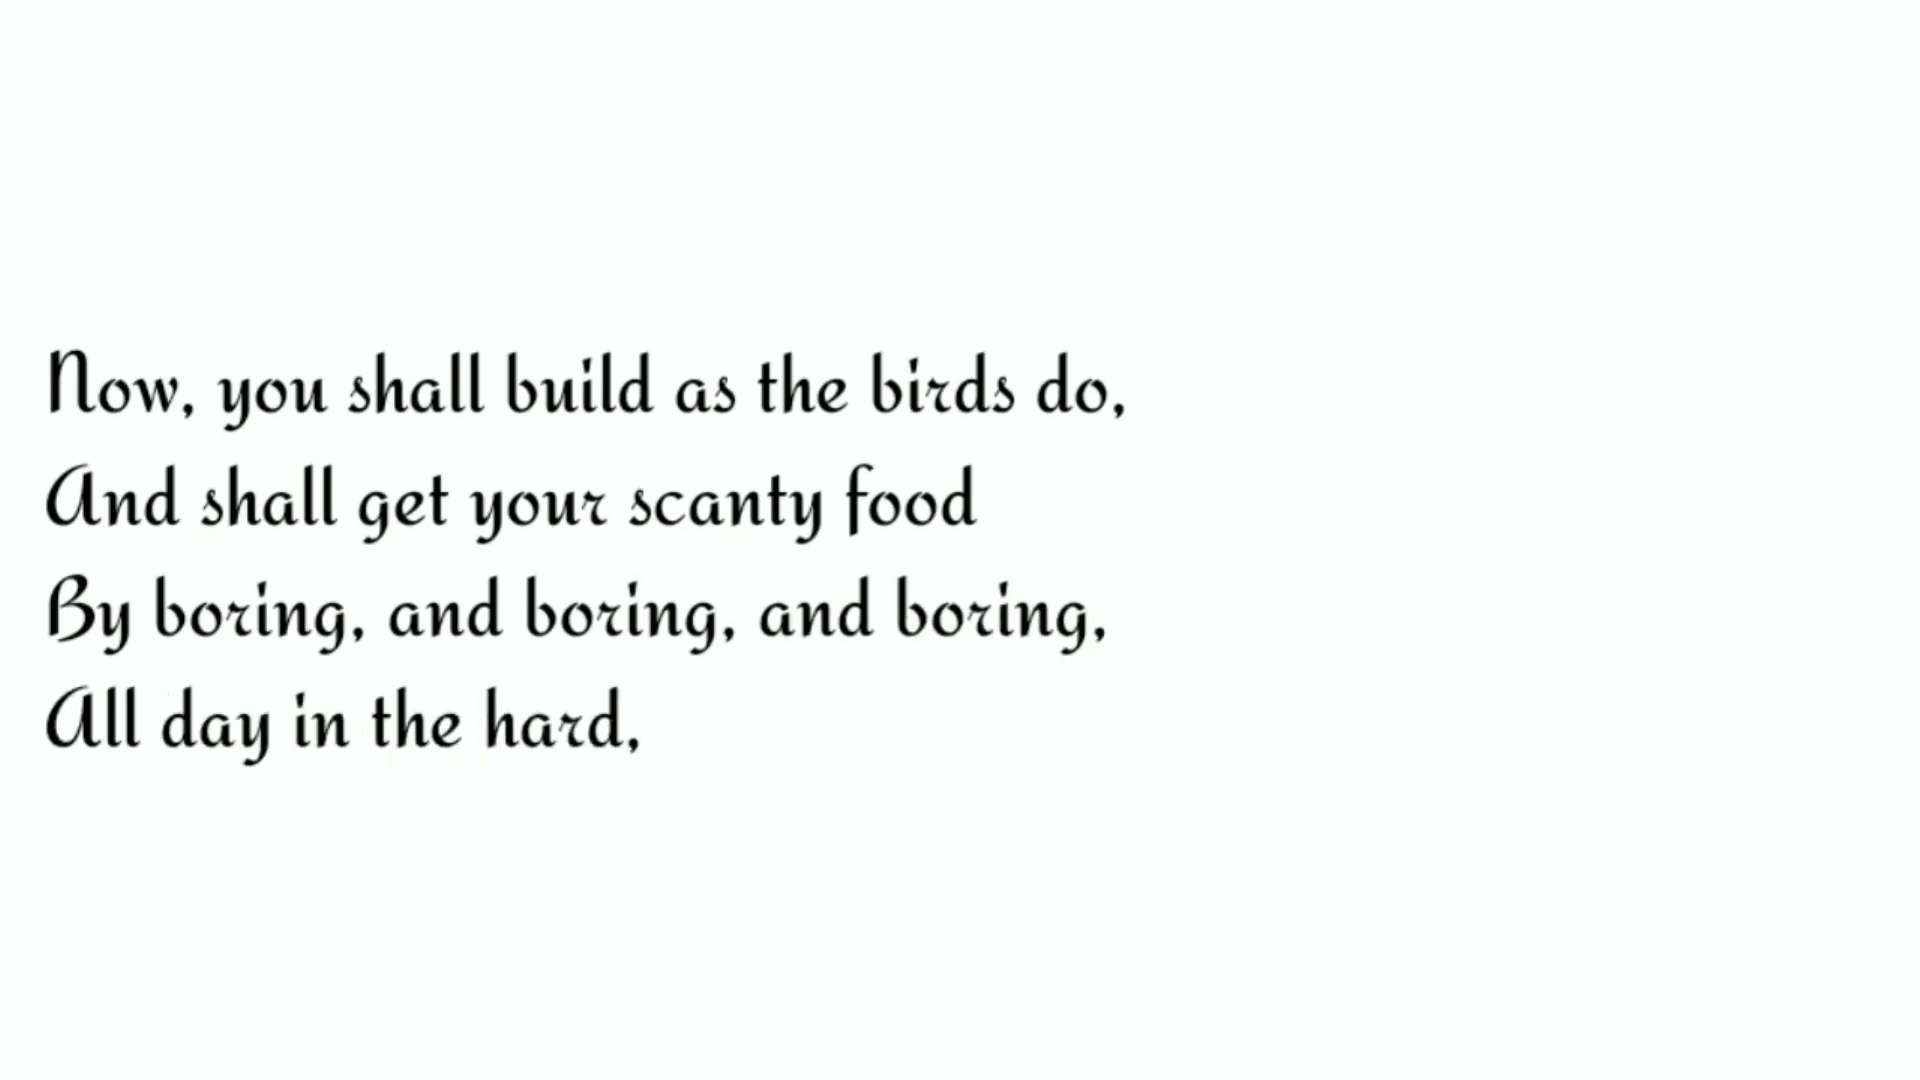 Now, you shall build as the birds do,
And shall get your scanty food
By boring, and boring, and boring,
All day in the hard,